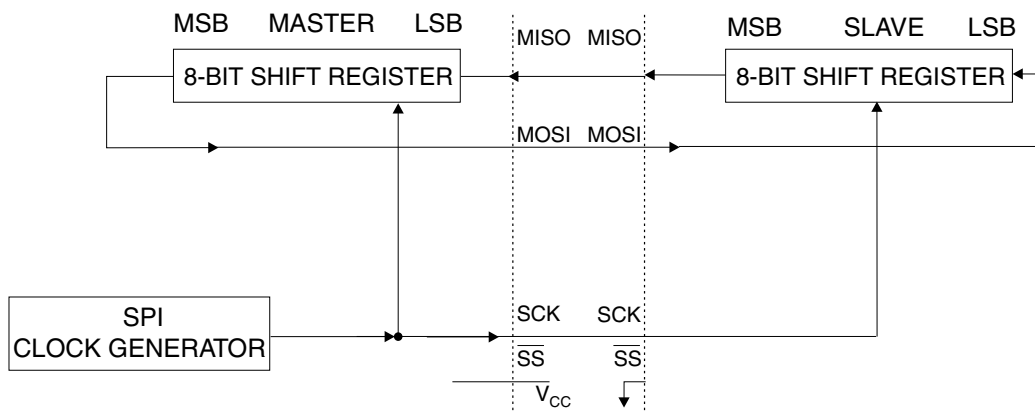 MSB MASTER LSB
8-BIT SHIFT REGISTER
MISO MISO
MSB SLAVE LSB
8-BIT SHIFT REGISTER
MOSI MOSI
SPI
CLOCK GENERATOR
SCK SCK
SS SS
VCC